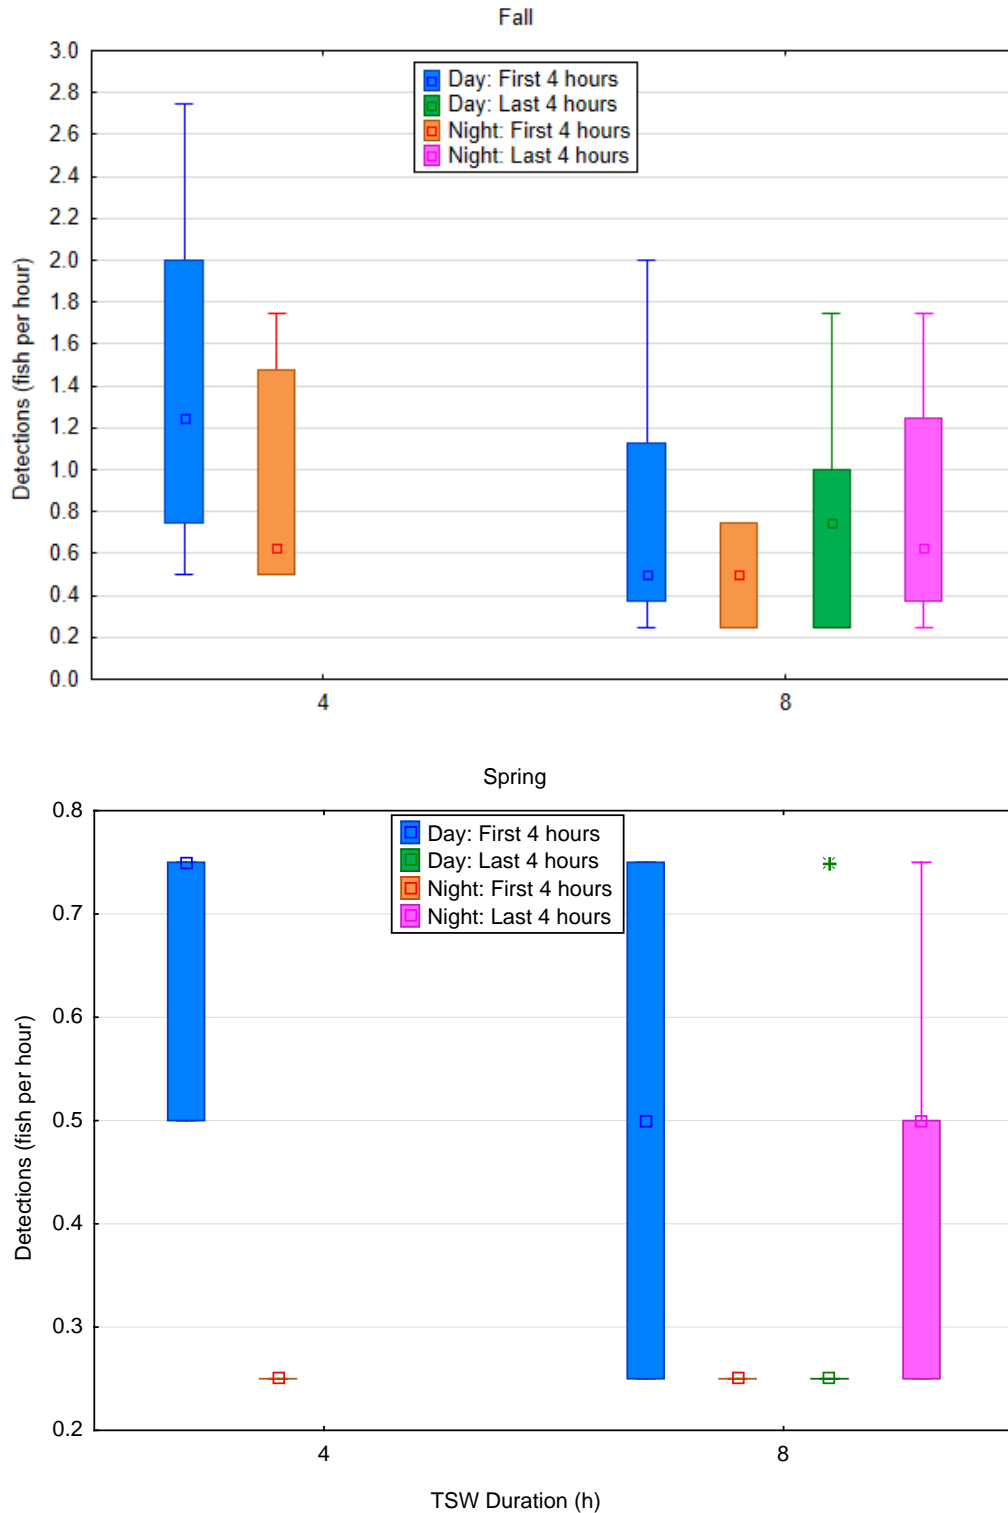 Fall
3.0
2.8
2.6
2.4
2.2
2.0
1.8
1.6
1.4
1.2
1.0
0.8
0.6
0.4
0.2
0.0
Detections (fish per hour)
Day: First 4 hours
Day: Last 4 hours
Night: First 4 hours
Night: Last 4 hours
4 8
Spring
0.8
0.7
0.6
0.5
0.4
0.3
0.2
Detections (fish per hour)
Day: First 4 hours
Day: Last 4 hours
Night: First 4 hours
Night: Last 4 hours
4 8
TSW Duration (h)